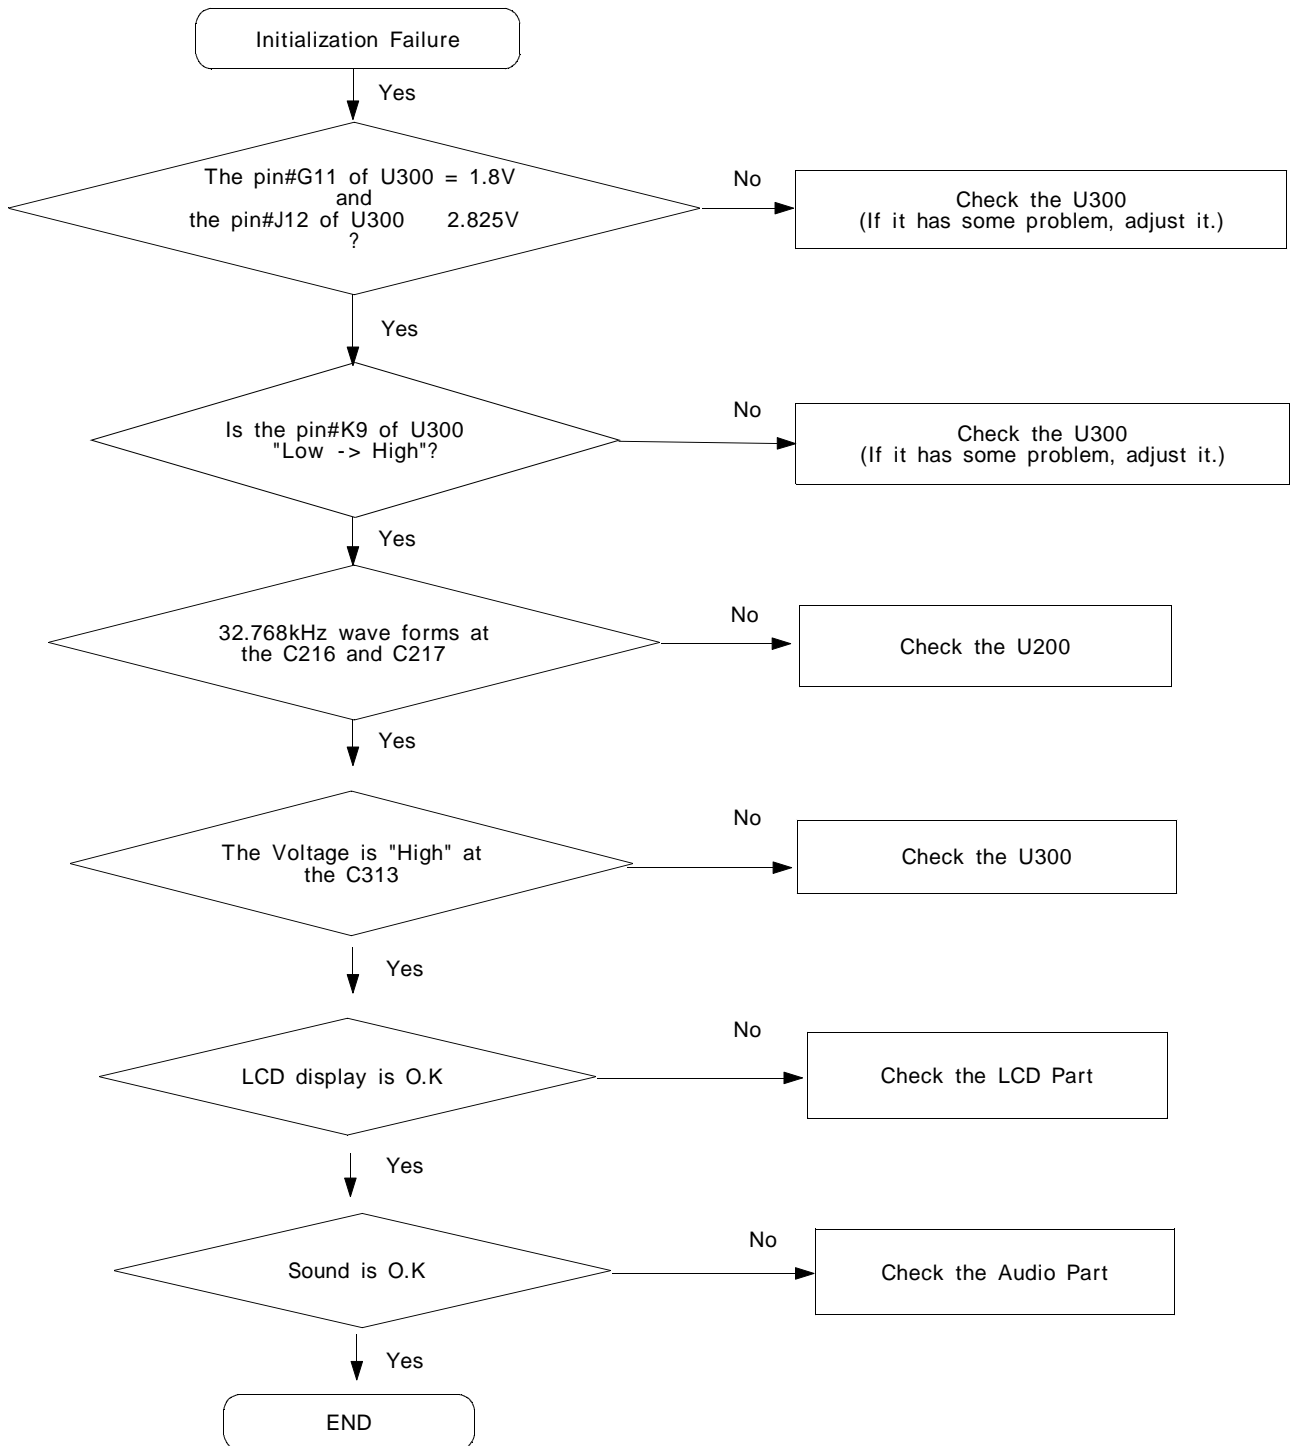 Initialization Failure
Yes
The pin#G11 of U300 = 1.8V
and
the pin#J12 of U300 2.825V
?
No
Check the U300
(If it has some problem, adjust it.)
Yes
Is the pin#K9 of U300
"Low -> High"?
No
Check the U300
(If it has some problem, adjust it.)
Yes
32.768kHz wave forms at
the C216 and C217
No
Check the U200
Yes
The Voltage is "High" at
the C313
No
Check the U300
Yes
LCD display is O.K
No
Check the LCD Part
Yes
Sound is O.K
No
Check the Audio Part
Yes
END